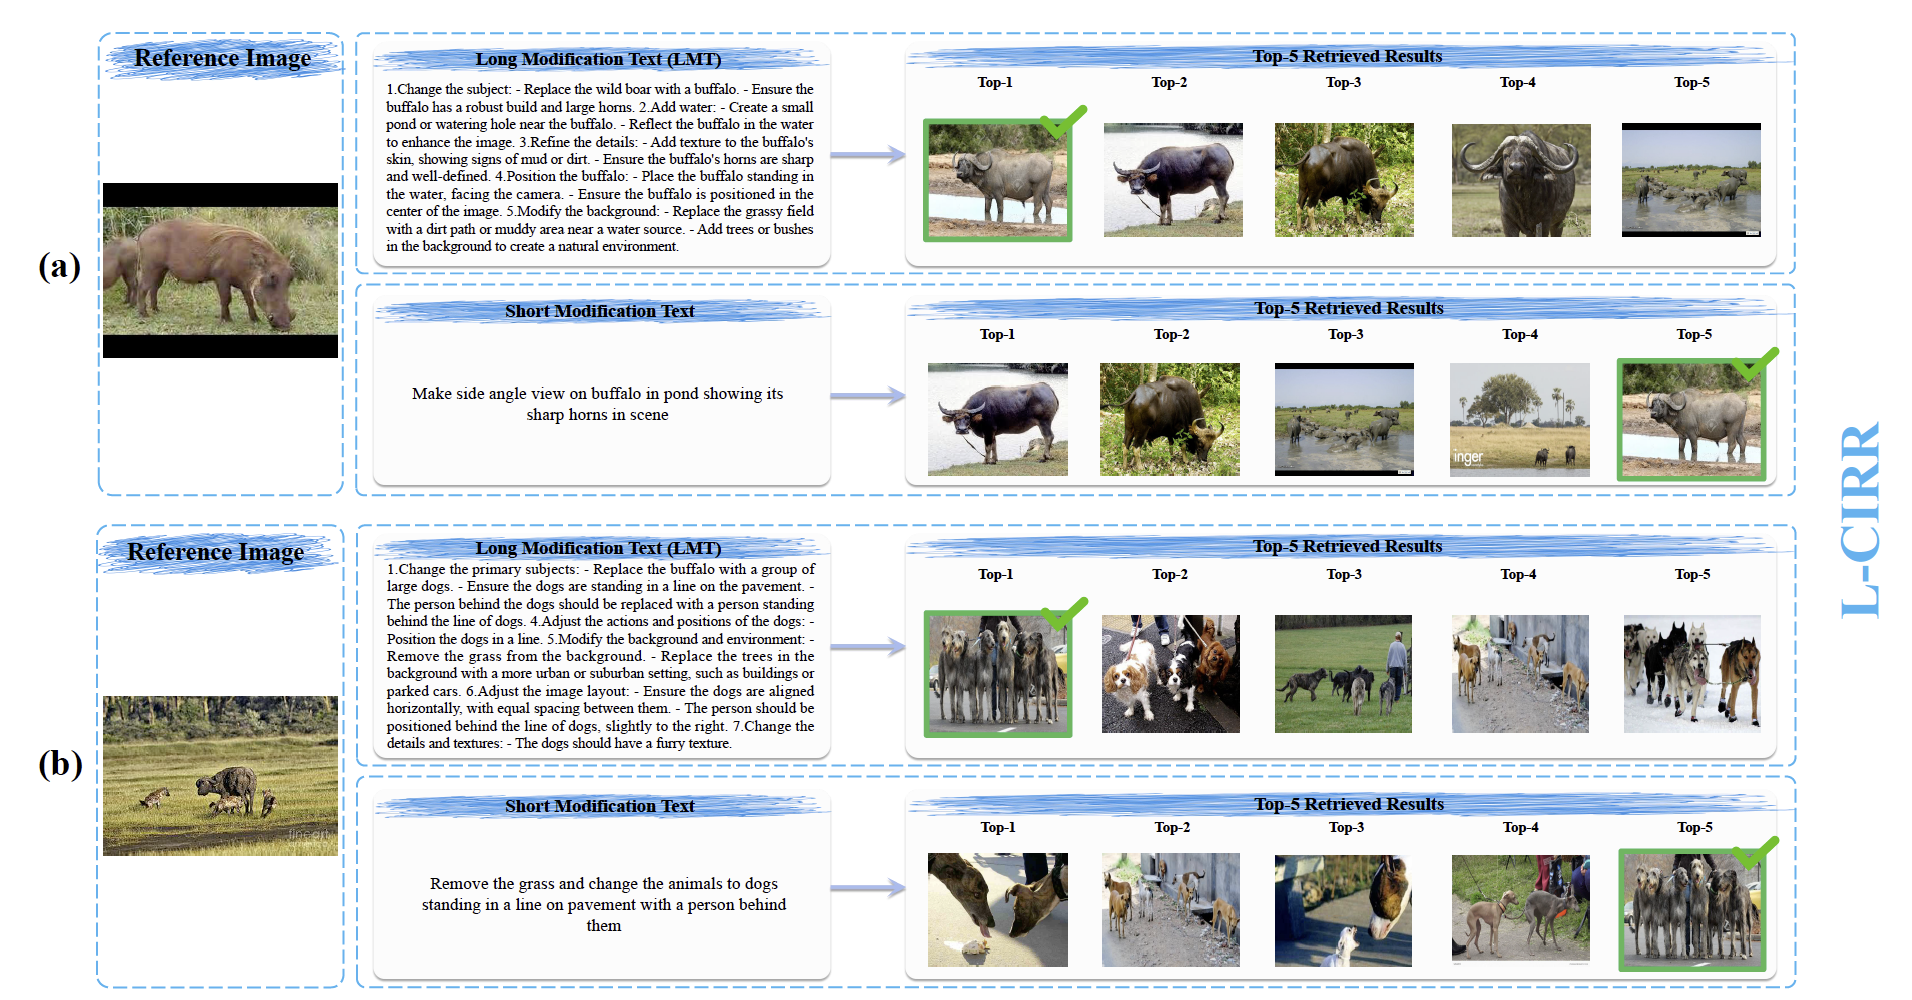 (a)
Reference Image
Long Modification Text (LMT)
1.Change the subject: - Replace the wild boar with a buffalo. - Ensure the
buffalo has a robust build and large horns. 2.Add water: - Create a small
pond or watering hole near the buffalo. - Reflect the buffalo in the water
to enhance the image. 3.Refine the details: - Add texture to the buffalo's
skin, showing signs of mud or dirt. - Ensure the buffalo's horns are sharp
and well-defined. 4.Position the buffalo: - Place the buffalo standing in
the water, facing the camera. - Ensure the buffalo is positioned in the
center of the image. 5.Modify the background: - Replace the grassy field
with a dirt path or muddy area near a water source. - Add trees or bushes
in the background to create a natural environment.
Top-5 Retrieved Results
Top-1
Top-2
Top-3
Top-4
Top-5
Short Modification Text
Make side angle view on buffalo in pond showing its
sharp horns in scene
Top-5 Retrieved Results
Top-1
Top-2
Top-3
Top-4
Top-5
inger
(b)
Reference Image
fine art
Long Modification Text (LMT)
1.Change the primary subjects: - Replace the buffalo with a group of
large dogs. - Ensure the dogs are standing in a line on the pavement. -
The person behind the dogs should be replaced with a person standing
behind the line of dogs. 4.Adjust the actions and positions of the dogs: -
Position the dogs in a line. 5.Modify the background and environment: -
Remove the grass from the background. - Replace the trees in the
background with a more urban or suburban setting, such as buildings or
parked cars. 6.Adjust the image layout: - Ensure the dogs are aligned
horizontally, with equal spacing between them. - The person should be
positioned behind the line of dogs, slightly to the right. 7.Change the
details and textures: - The dogs should have a furry texture.
Top-5 Retrieved Results
Top-1
Top-2
Top-3
Top-4
Top-5
Short Modification Text
Remove the grass and change the animals to dogs
standing in a line on pavement with a person behind
them
Top-5 Retrieved Results
Top-1
Top-2
Top-3
Top-4
Top-5
L-CIRR